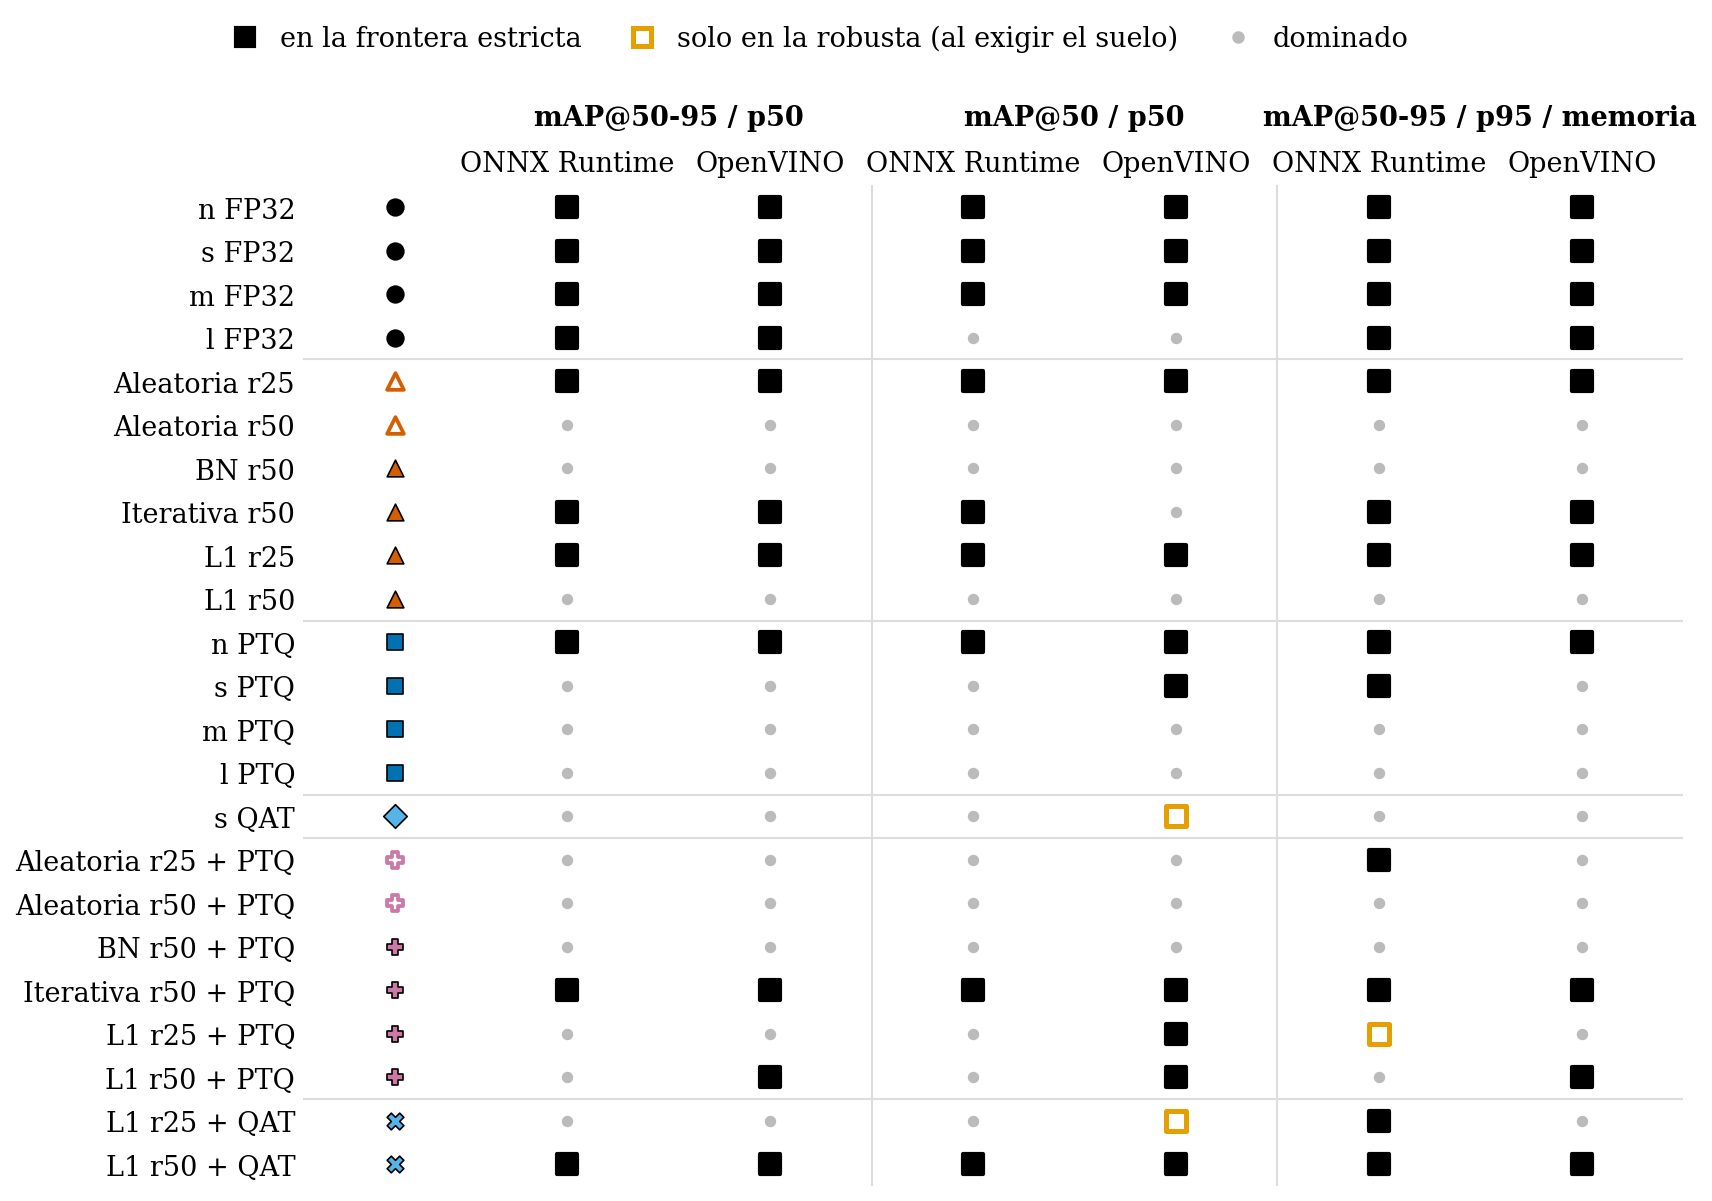 en la frontera estricta solo en la robusta (al exigir el suelo) dominado
mAP@50-95 / p50 mAP@50 / p50 mAP@50-95 / p95 / memoria
ONNX Runtime OpenVINO ONNX Runtime OpenVINO ONNX Runtime OpenVINO
n FP32
s FP32
m FP32
l FP32
Aleatoria r25
Aleatoria r50
BN r50
Iterativa r50
L1 r25
L1 r50
n PTQ
s PTQ
m PTQ
l PTQ
s QAT
Aleatoria r25 + PTQ
Aleatoria r50 + PTQ
BN r50 + PTQ
Iterativa r50 + PTQ
L1 r25 + PTQ
L1 r50 + PTQ
L1 r25 + QAT
L1 r50 + QAT